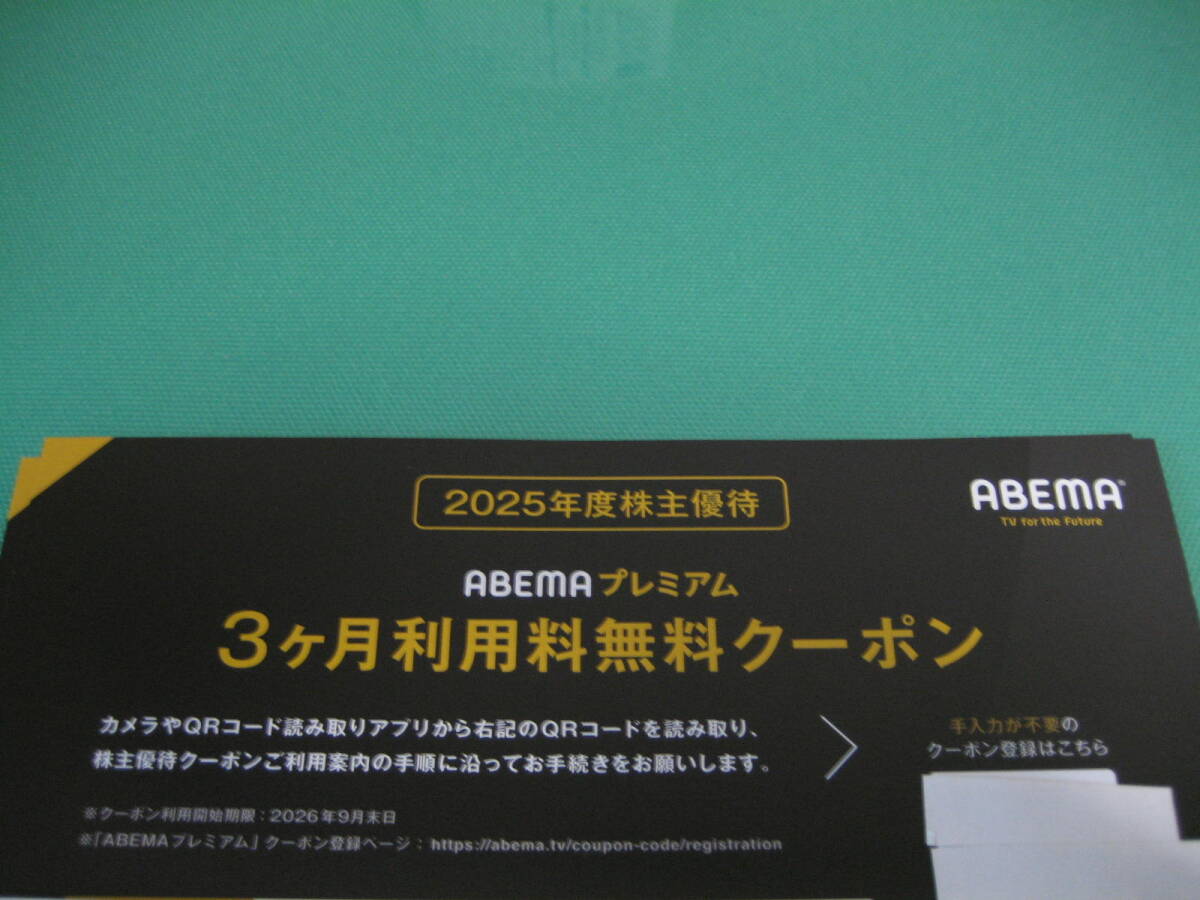 2025年度株主優待
ABEMA
TV for the Future
ABEMAプレミアム
3ヶ月利用料無料クーポン
カメラやQRコード読み取りアプリから右記のQRコードを読み取り、
株主優待クーポンご利用案内の手順に沿ってお手続きをお願いします。
手入力が不要の
クーポン登録はこちら
※クーポン利用開始期限：2026年9月末日
※「ABEMAプレミアム」クーポン登録ページ：https://abema.tv/coupon-code/registration